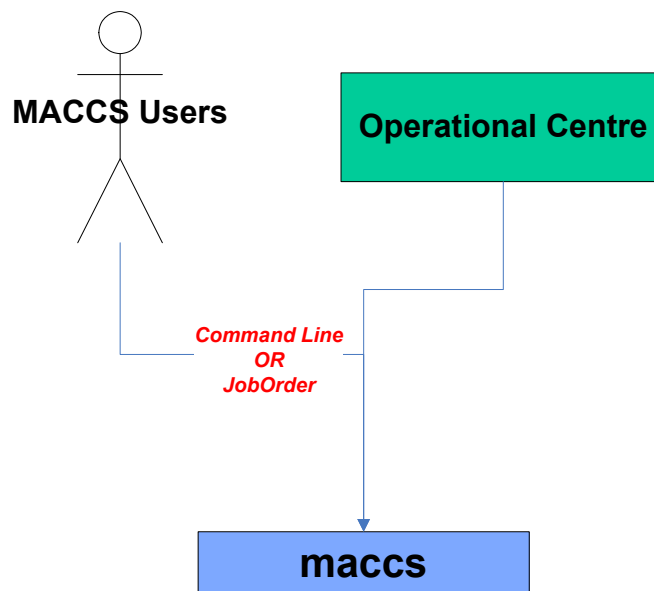 MACCS Users
Operational Centre
Command Line
OR
JobOrder
maccs